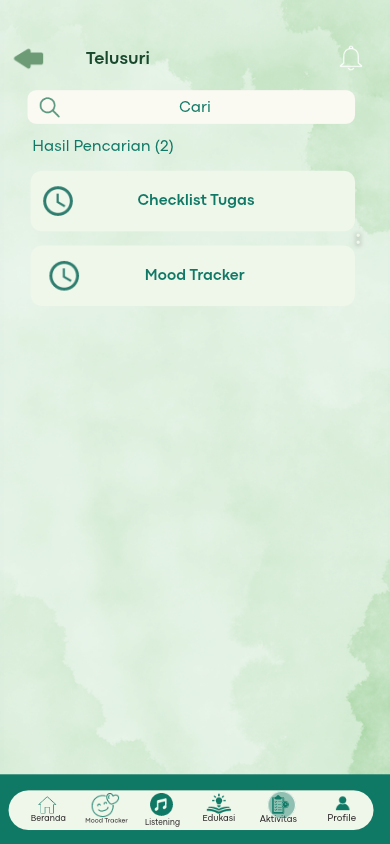 Telusuri
Cari
Hasil Pencarian (2)
Checklist Tugas
Mood Tracker
Beranda
Mood Tracker
Listening
Edukasi
Aktivitas
Profile